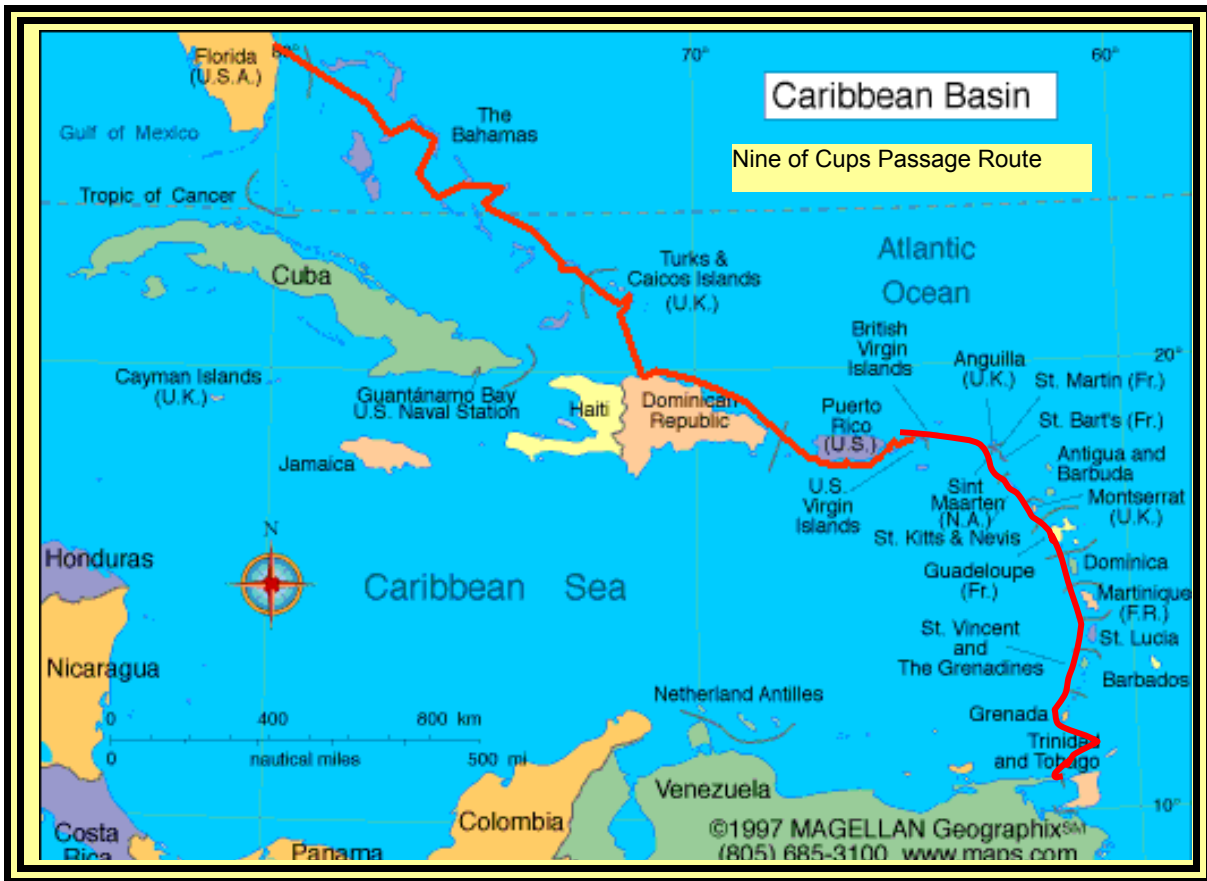 Florida
(U.S.A.)
80°
70°
60°
Caribbean Basin
Nine of Cups Passage Route
The
Bahamas
Gulf of Mexico
Tropic of Cancer
Cuba
Atlantic
Ocean
Turks &
Caicos Islands
(U.K.)
British
Virgin
Islands
20°
Anguilla
(U.K.)
St. Martin (Fr.)
Cayman Islands
(U.K.)
Guantánamo Bay
U.S. Naval Station
Haiti
Dominican
Republic
Puerto
Rico
(U.S.)
St. Bart's (Fr.)
Jamaica
Antigua and
Barbuda
U.S.
Virgin
Islands
Sint
Maarten
(N.A.)
Montserrat
(U.K.)
St. Kitts & Nevis
N
Honduras
Caribbean Sea
Guadeloupe
(Fr.)
Dominica
Martinique
(F.R.)
St. Vincent
and
The Grenadines
St. Lucia
Nicaragua
Barbados
Netherland Antilles
Grenada
0 400 800 km
0 nautical miles 500 mi
Trinidad
and Tobago
Venezuela
10°
Costa
Rica
Panama
Colombia
©1997 MAGELLAN Geographix℠
(805) 685-3100 www.maps.com